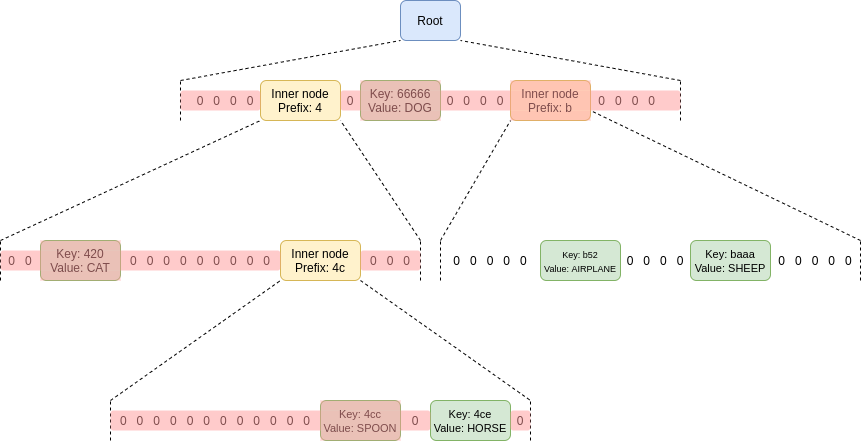 Root
0 0 0 0
Inner node
Prefix: 4
0
Key: 66666
Value: DOG
0 0 0 0
Inner node
Prefix: b
0 0 0 0
0 0
Key: 420
Value: CAT
0 0 0 0 0 0 0 0 0
Inner node
Prefix: 4c
0 0 0
0 0 0 0 0
Key: b52
Value: AIRPLANE
0 0 0 0
Key: baaa
Value: SHEEP
0 0 0 0 0
0 0 0 0 0 0 0 0 0 0 0 0
Key: 4cc
Value: SPOON
0
Key: 4ce
Value: HORSE
0